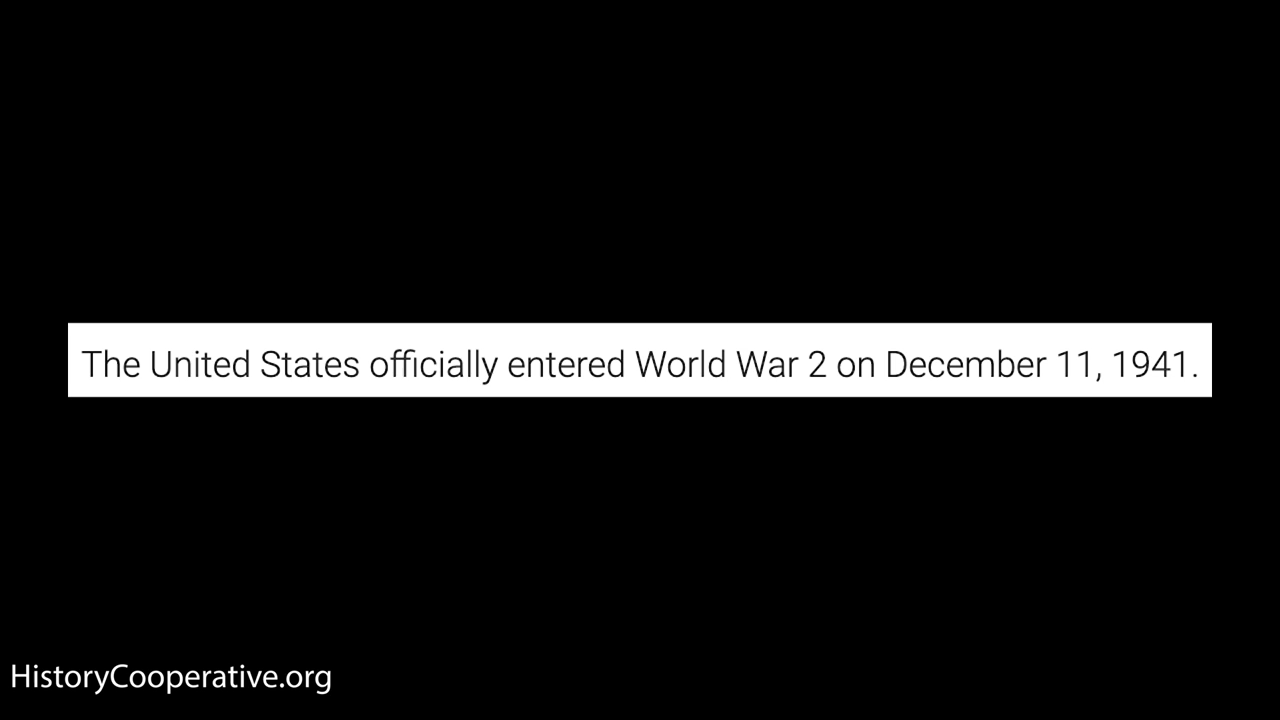 The United States officially entered World War 2 on December 11, 1941.
HistoryCooperative.org